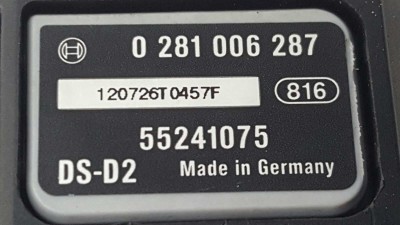 0 281 006 287
120726T0457F 816
55241075
DS-D2 Made in Germany